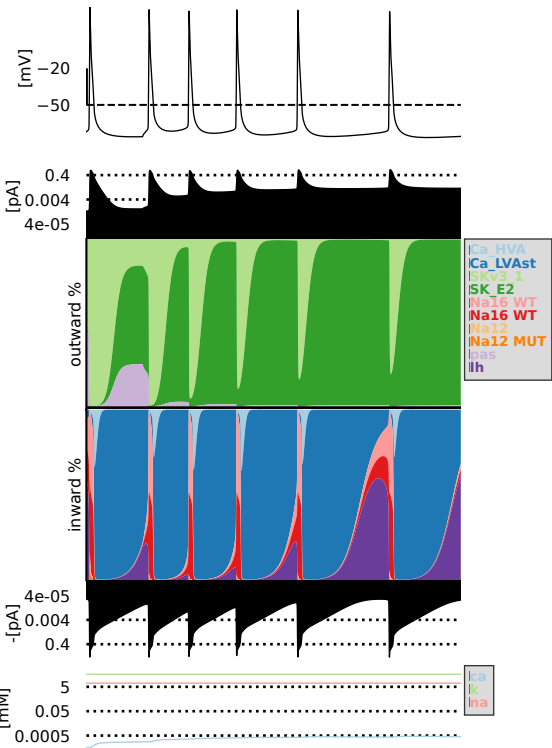 [mV]
−20
−50
[pA]
0.4
0.004
4e-05
outward %
Ca_HVA
Ca_LVAst
SKv3_1
SK_E2
Na16 WT
Na16 WT
Na12
Na12 MUT
pas
Ih
inward %
-[pA]
4e-05
0.004
0.4
[mM]
5
0.05
0.0005
ca
k
na